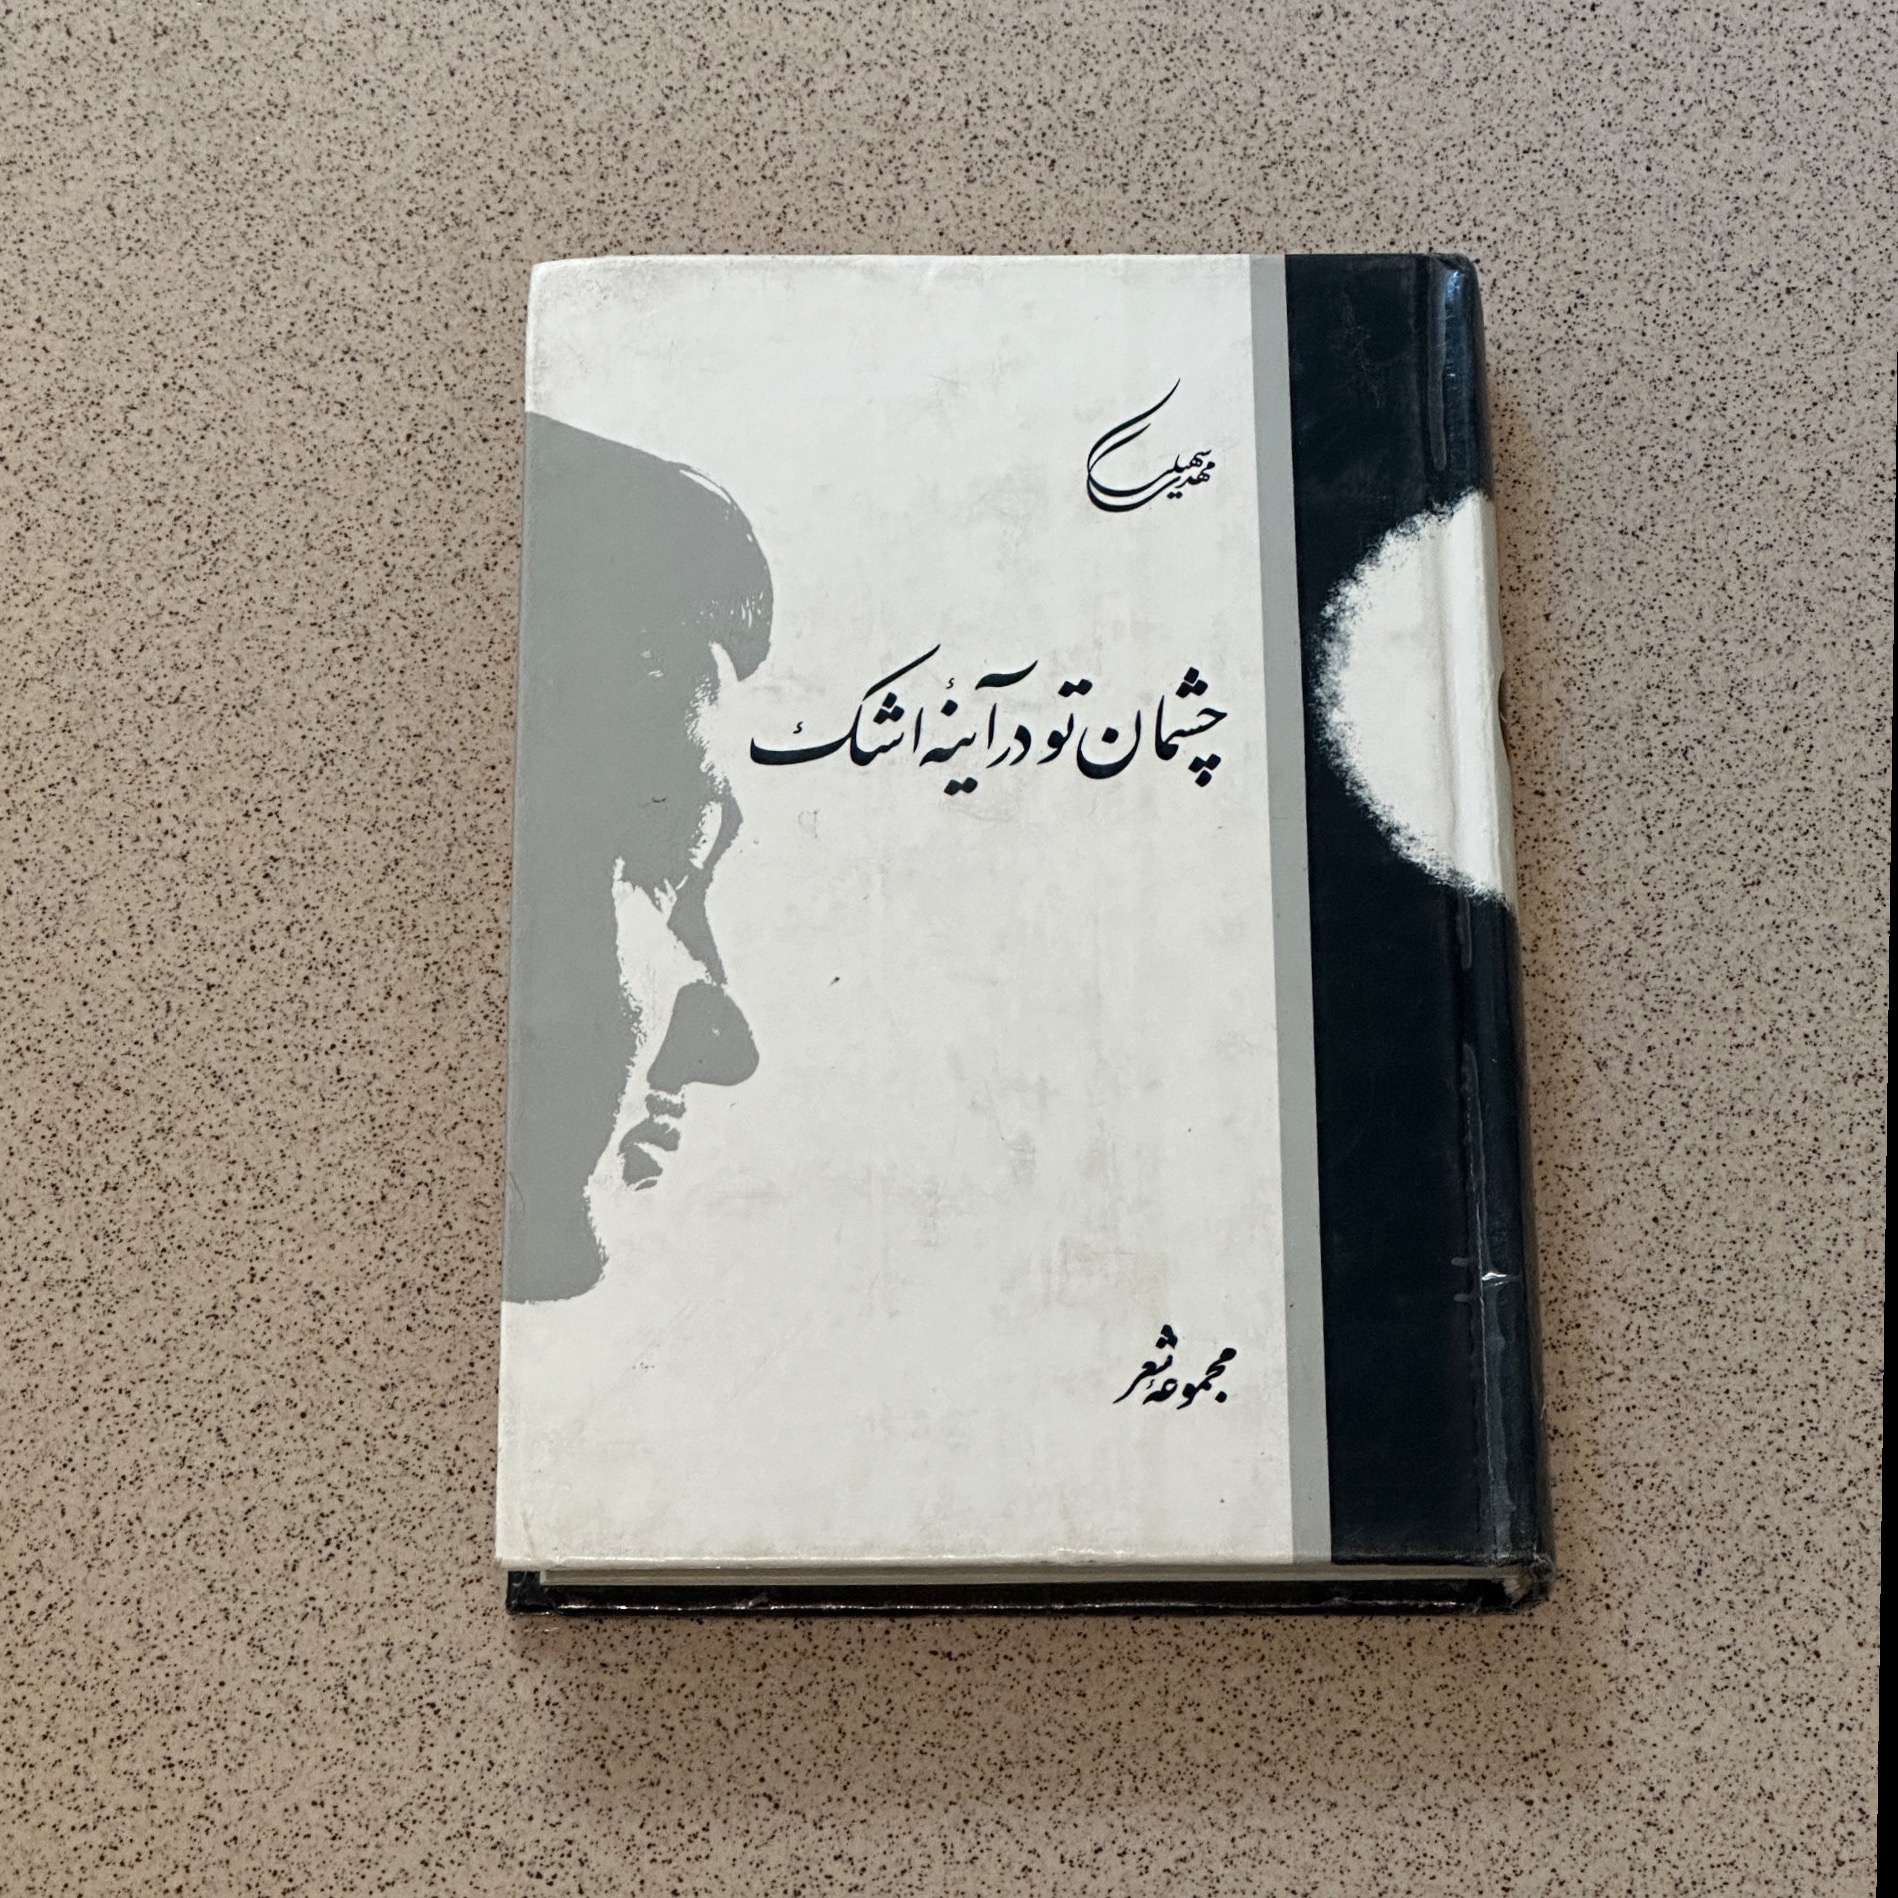 مهدی سهیلی
چشمان تو در آینهٔ اشک
مجموعهٔ شعر